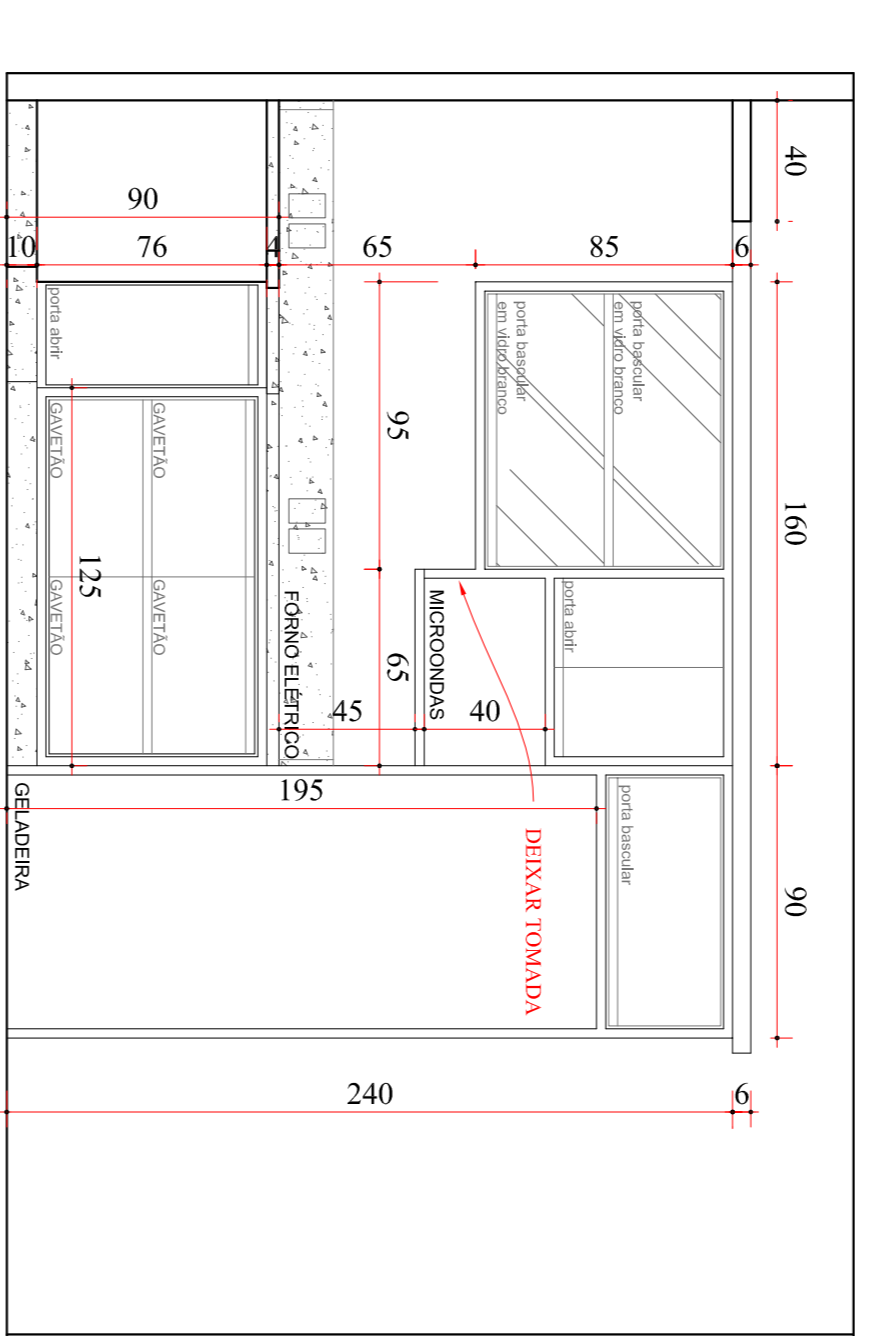 40
160
90
6
85
65
4
76
10
90
porta bascular
em vidro branco
porta bascular
em vidro branco
porta abrir
porta bascular
95
65
MICROONDAS
40
45
FORNO ELÉTRICO
porta abrir
GAVETÃO
GAVETÃO
GAVETÃO
GAVETÃO
125
195
DEIXAR TOMADA
GELADEIRA
240
6